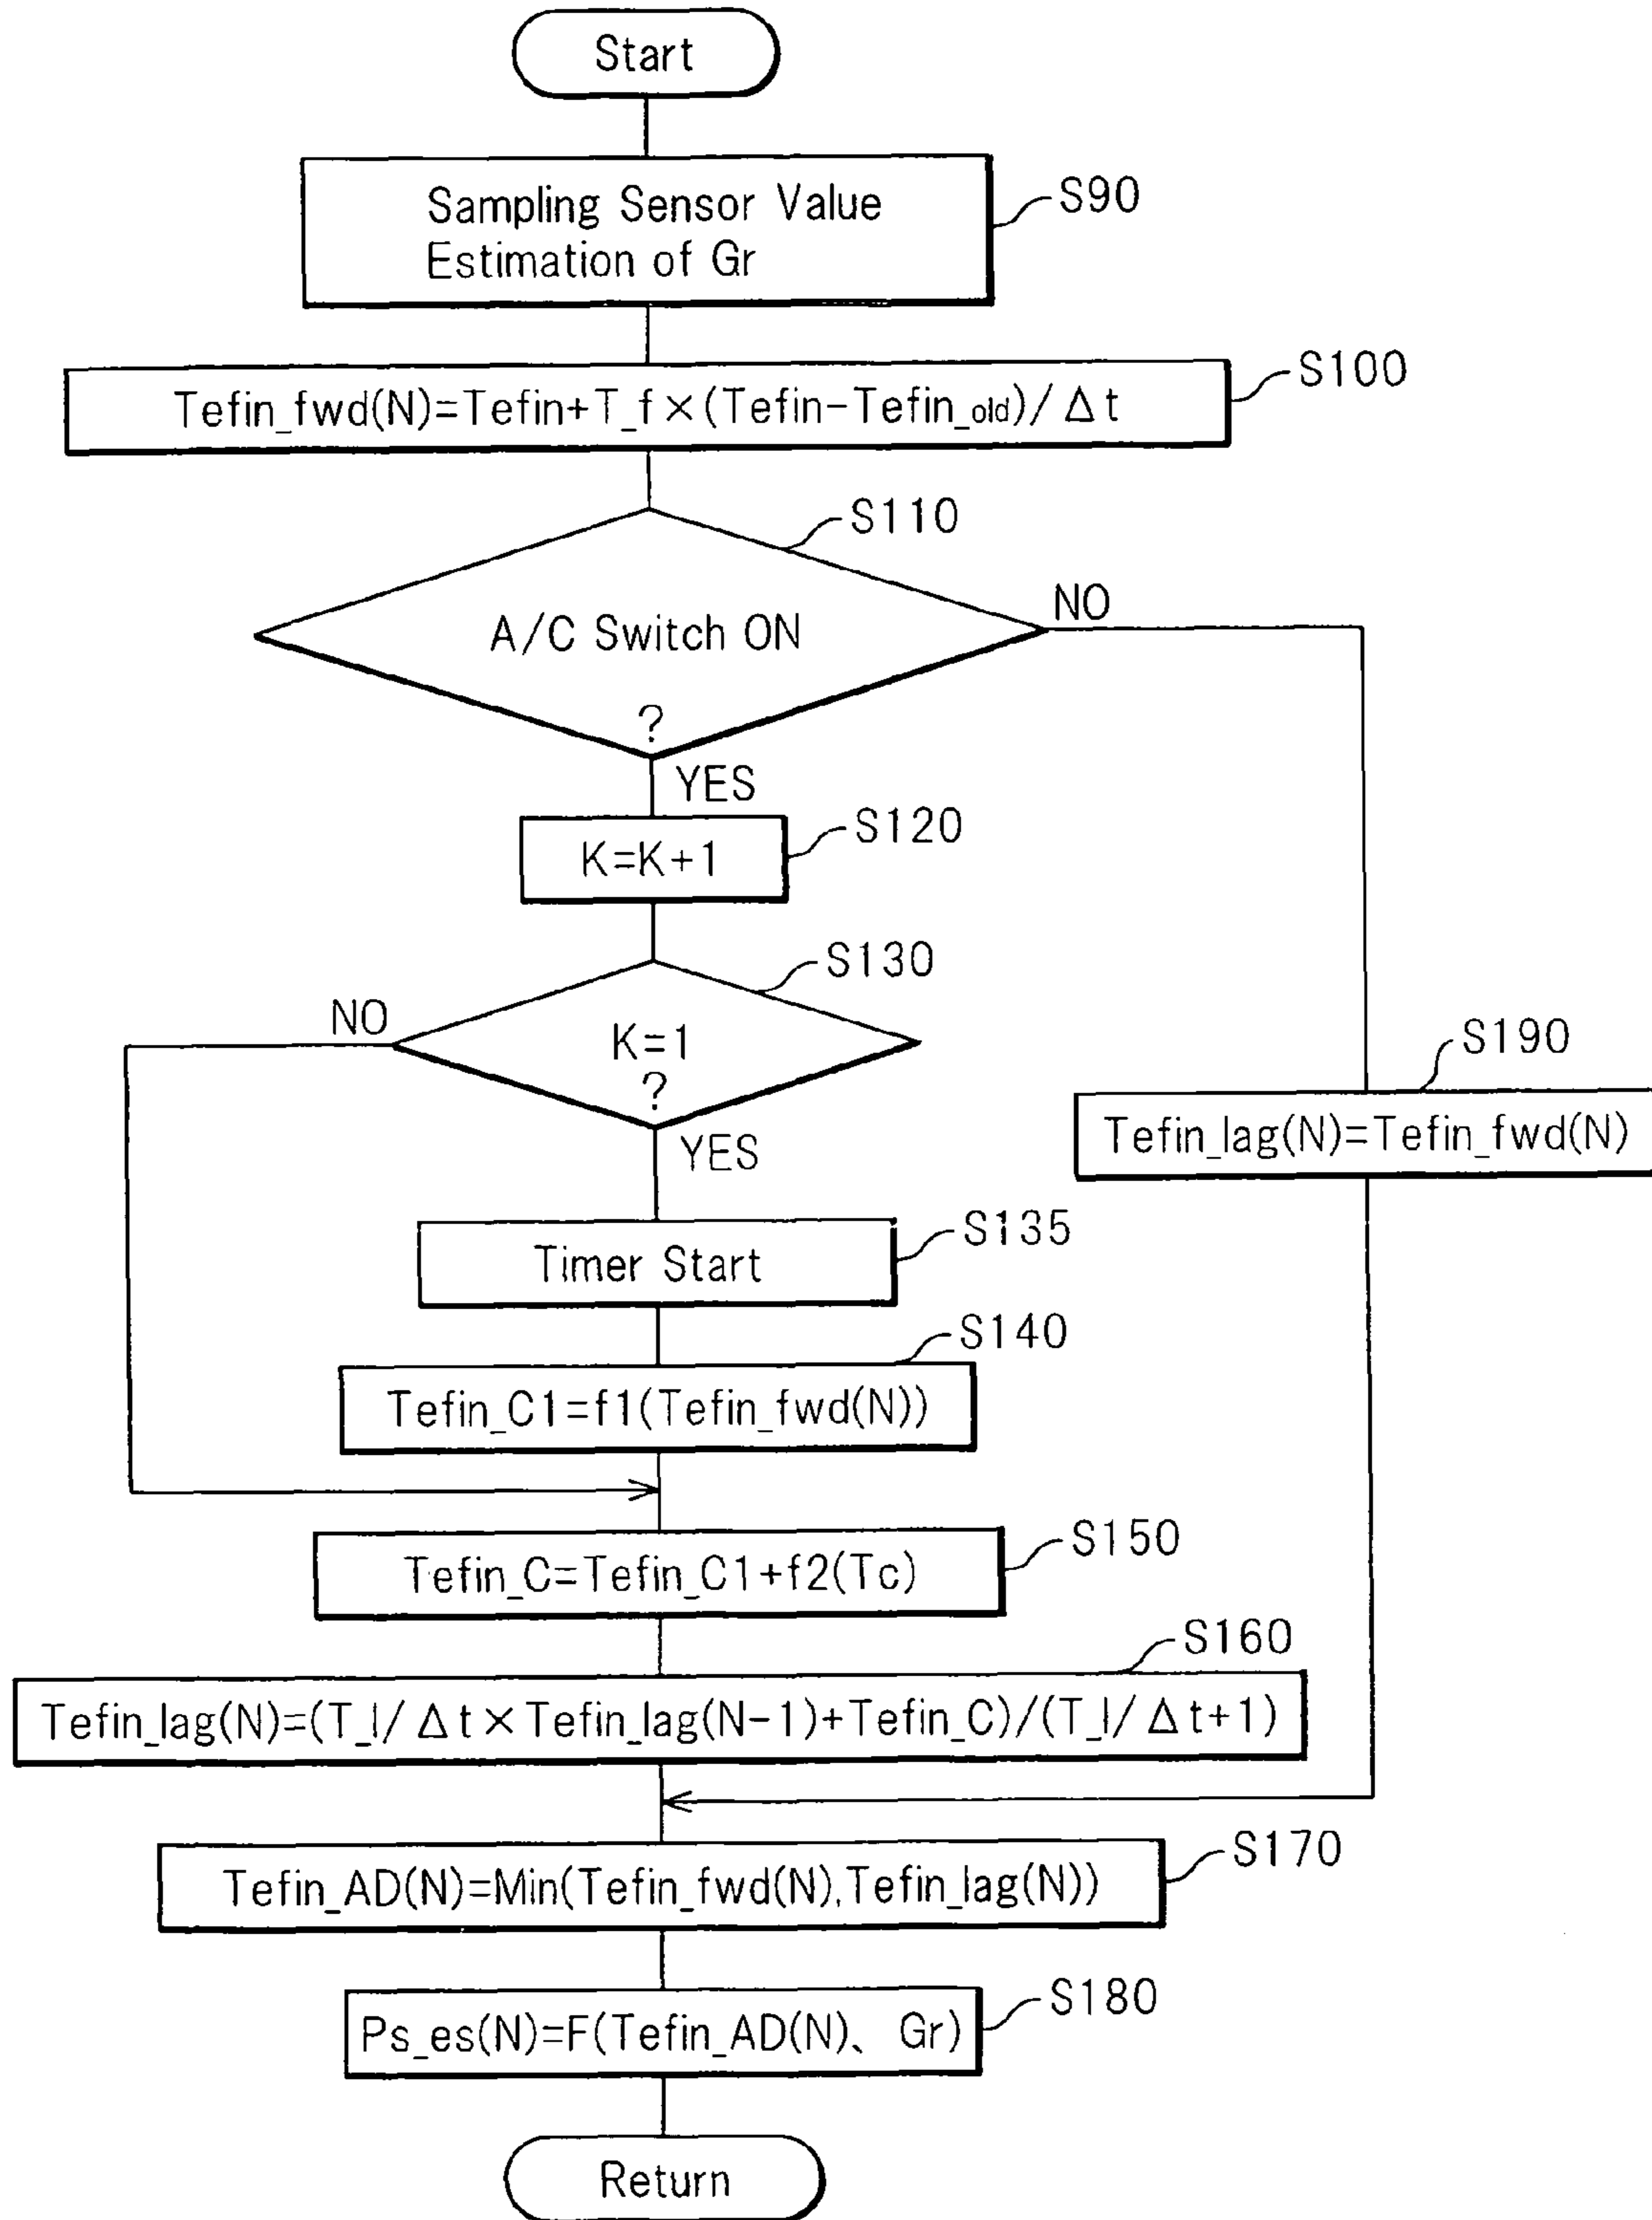 Start
Sampling Sensor Value
Estimation of Gr
S90
Tefin_fwd(N)=Tefin+T_f×(Tefin-Tefin_old)/Δt
S100
S110
A/C Switch ON
?
NO
YES
K=K+1
S120
S130
K=1
?
NO
YES
S190
Tefin_lag(N)=Tefin_fwd(N)
Timer Start
S135
S140
Tefin_C1=f1(Tefin_fwd(N))
Tefin_C=Tefin_C1+f2(Tc)
S150
S160
Tefin_lag(N)=(T_l/Δt×Tefin_lag(N-1)+Tefin_C)/(T_l/Δt+1)
Tefin_AD(N)=Min(Tefin_fwd(N),Tefin_lag(N))
S170
Ps_es(N)=F(Tefin_AD(N)、Gr)
S180
Return